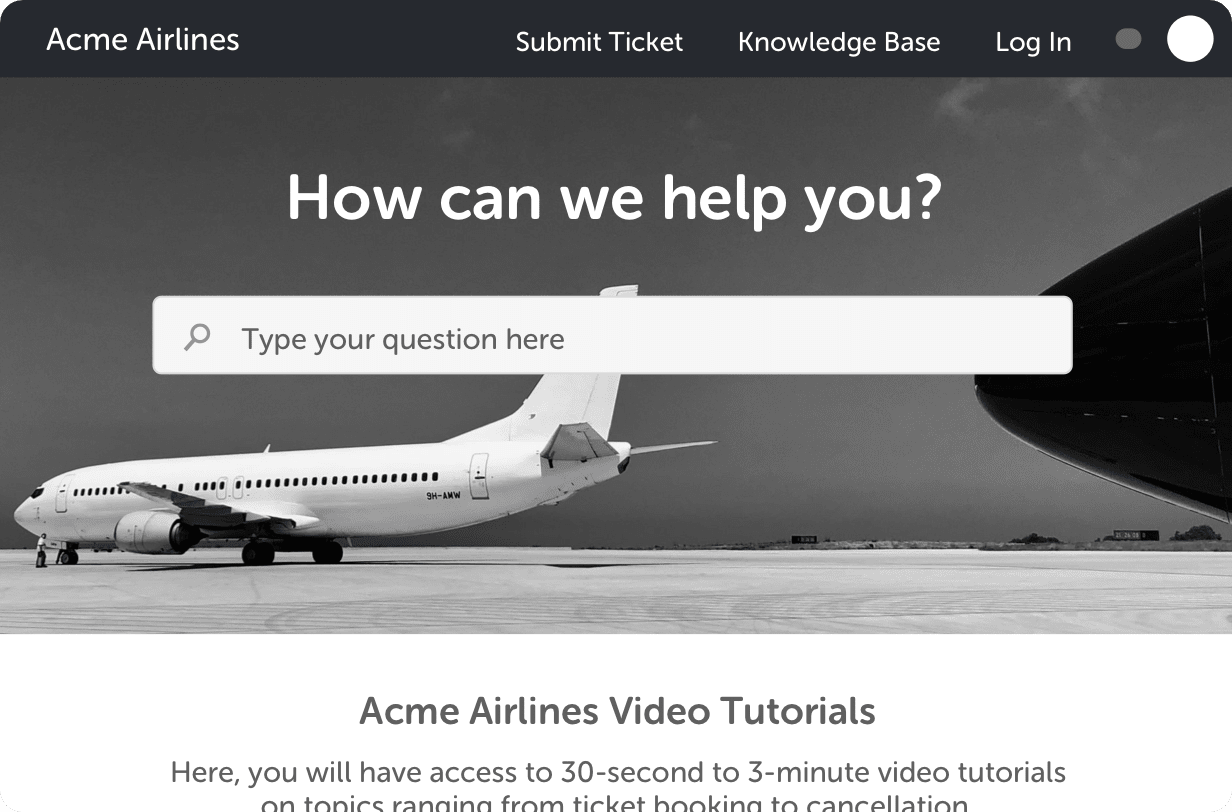 Acme Airlines
Submit Ticket
Knowledge Base
Log In
How can we help you?
Type your question here
9H-AMW
Acme Airlines Video Tutorials
Here, you will have access to 30-second to 3-minute video tutorials
on topics ranging from ticket booking to cancellation